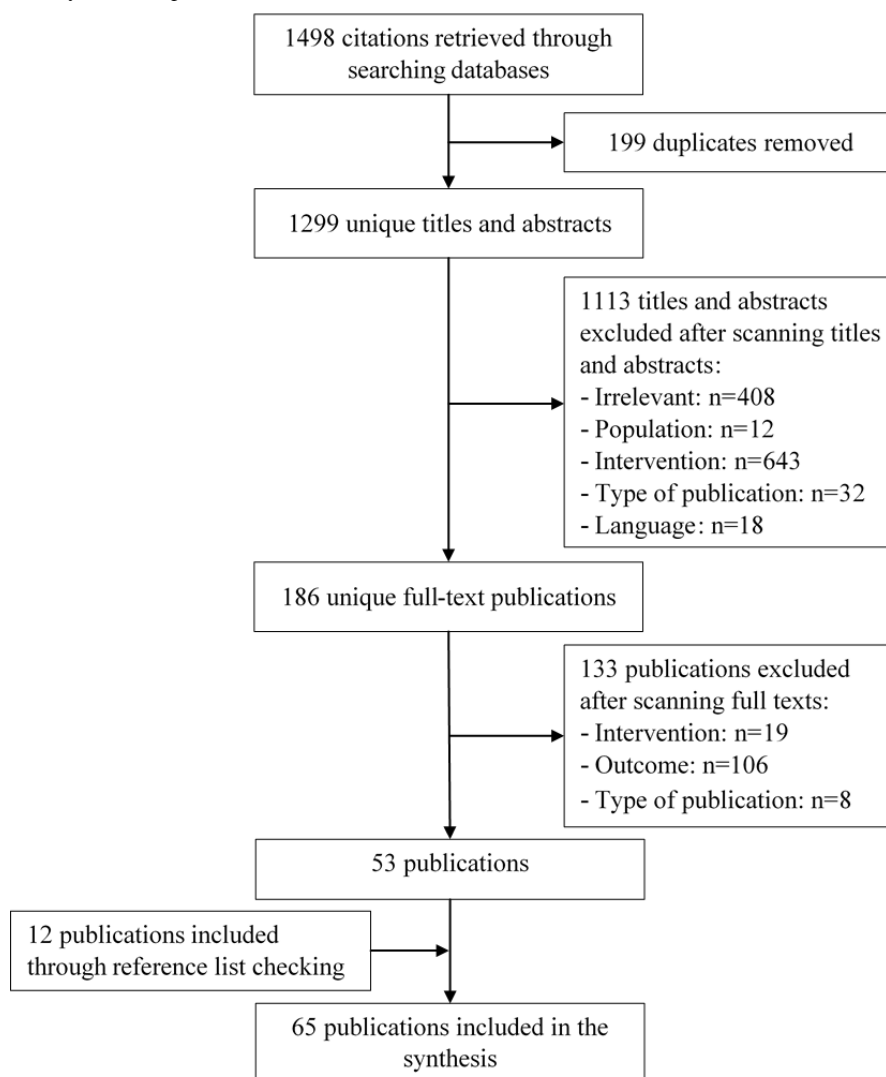 1498 citations retrieved through
searching databases
199 duplicates removed
1299 unique titles and abstracts
1113 titles and abstracts
excluded after scanning titles
and abstracts:
- Irrelevant: n=408
- Population: n=12
- Intervention: n=643
- Type of publication: n=32
- Language: n=18
186 unique full-text publications
133 publications excluded
after scanning full texts:
- Intervention: n=19
- Outcome: n=106
- Type of publication: n=8
53 publications
12 publications included
through reference list checking
65 publications included in the
synthesis